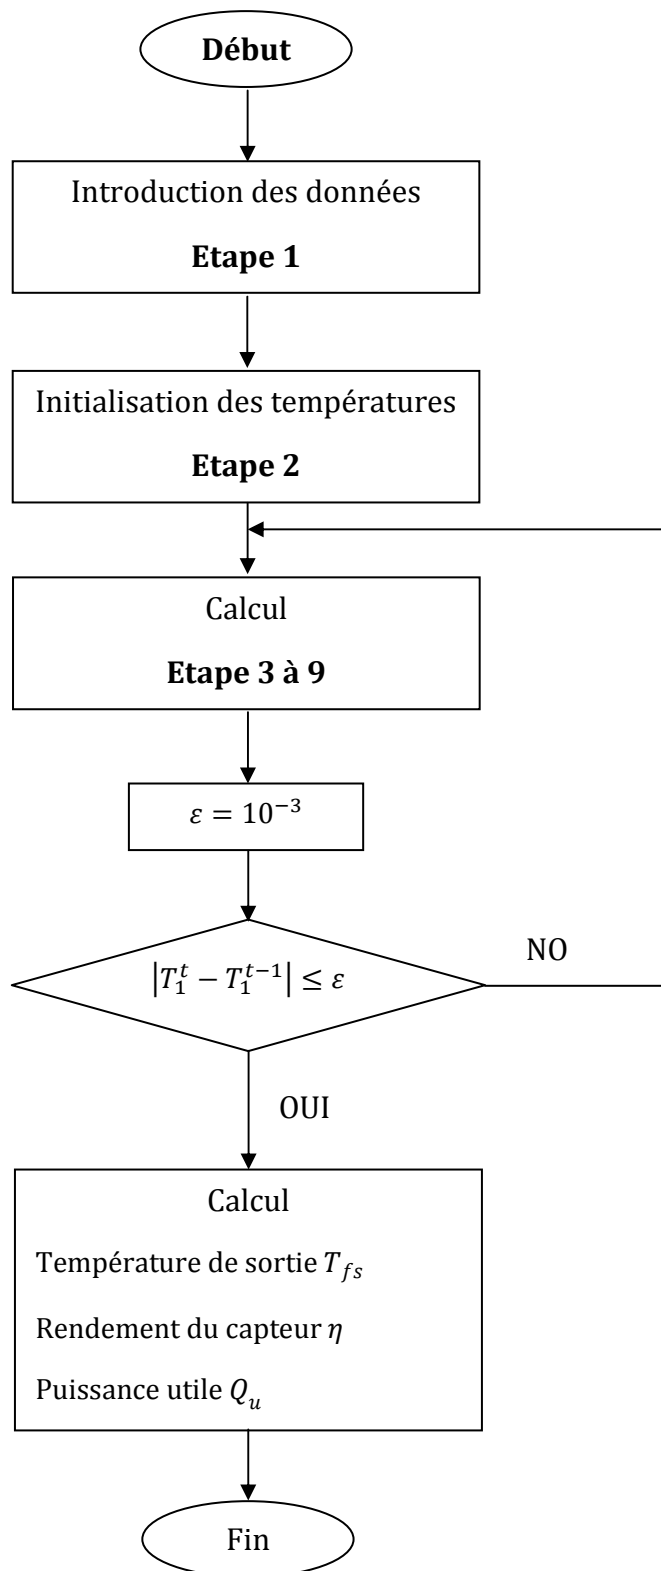 Début
Introduction des données
Etape 1
Initialisation des températures
Etape 2
Calcul
Etape 3 à 9
𝜀 = 10⁻³
|T₁ᵗ − T₁ᵗ⁻¹| ≤ 𝜀
NO
OUI
Calcul
Température de sortie T_fs
Rendement du capteur η
Puissance utile Q_u
Fin